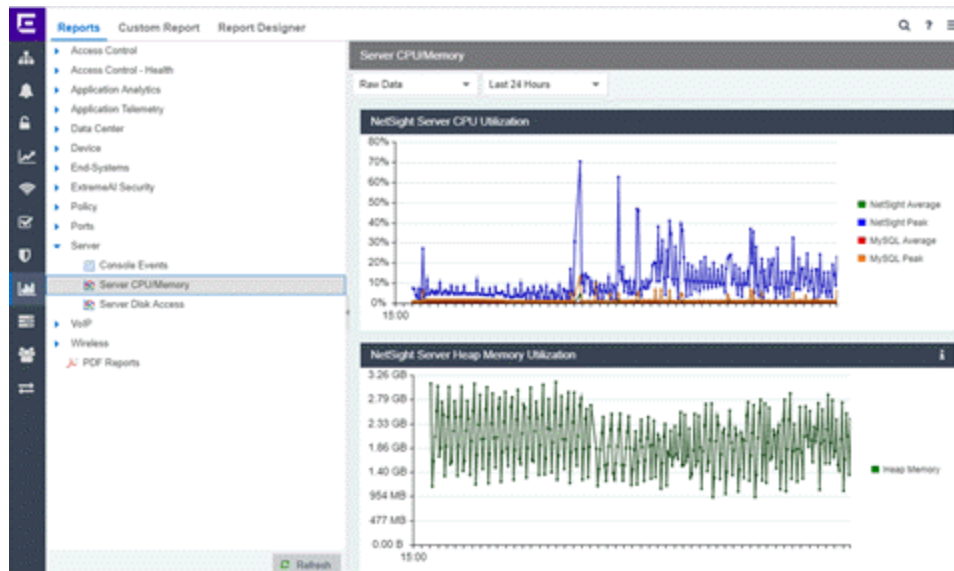 Reports Custom Report Report Designer
Access Control
Access Control - Health
Application Analytics
Application Telemetry
Data Center
Device
End-Systems
ExtremeAI Security
Policy
Ports
Server
Console Events
Server CPU/Memory
Server Disk Access
VoIP
Wireless
PDF Reports
Refresh
Server CPU/Memory
Raw Data Last 24 Hours
NetSight Server CPU Utilization
80%
70%
60%
50%
40%
30%
20%
10%
0%
15:00
NetSight Average
NetSight Peak
MySQL Average
MySQL Peak
NetSight Server Heap Memory Utilization
3.26 GB
2.79 GB
2.33 GB
1.86 GB
1.40 GB
954 MB
477 MB
0.00 B
15:00
Heap Memory